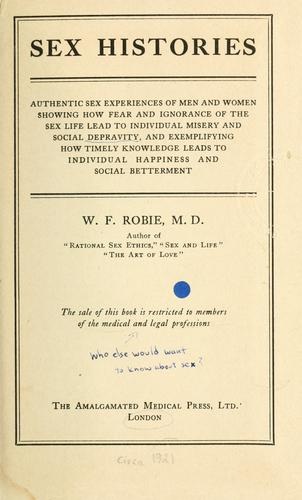 SEX HISTORIES
AUTHENTIC SEX EXPERIENCES OF MEN AND WOMEN
SHOWING HOW FEAR AND IGNORANCE OF THE
SEX LIFE LEAD TO INDIVIDUAL MISERY AND
SOCIAL DEPRAVITY, AND EXEMPLIFYING
HOW TIMELY KNOWLEDGE LEADS TO
INDIVIDUAL HAPPINESS AND
SOCIAL BETTERMENT
W. F. ROBIE, M. D.
Author of
"RATIONAL SEX ETHICS," "SEX AND LIFE"
"THE ART OF LOVE"
The sale of this book is restricted to members
of the medical and legal professions
Who else would want
to know about sex?
THE AMALGAMATED MEDICAL PRESS, LTD.
LONDON
Circa 1921